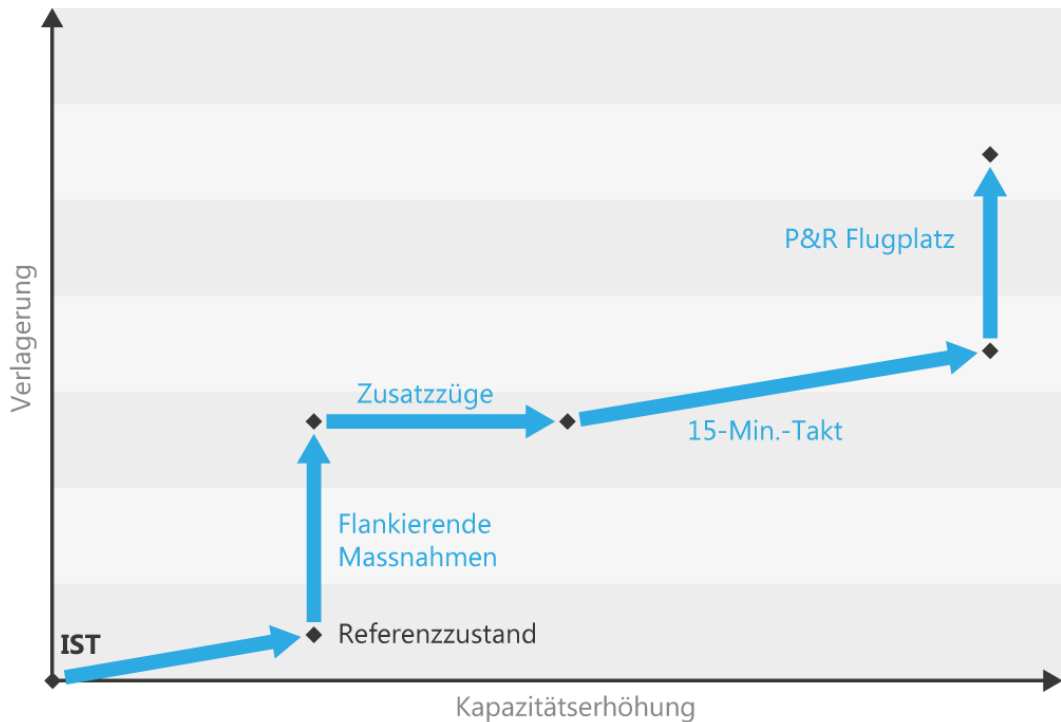 Verlagerung
P&R Flugplatz
Zusatzzüge
15-Min.-Takt
Flankierende
Massnahmen
Referenzzustand
IST
Kapazitätserhöhung